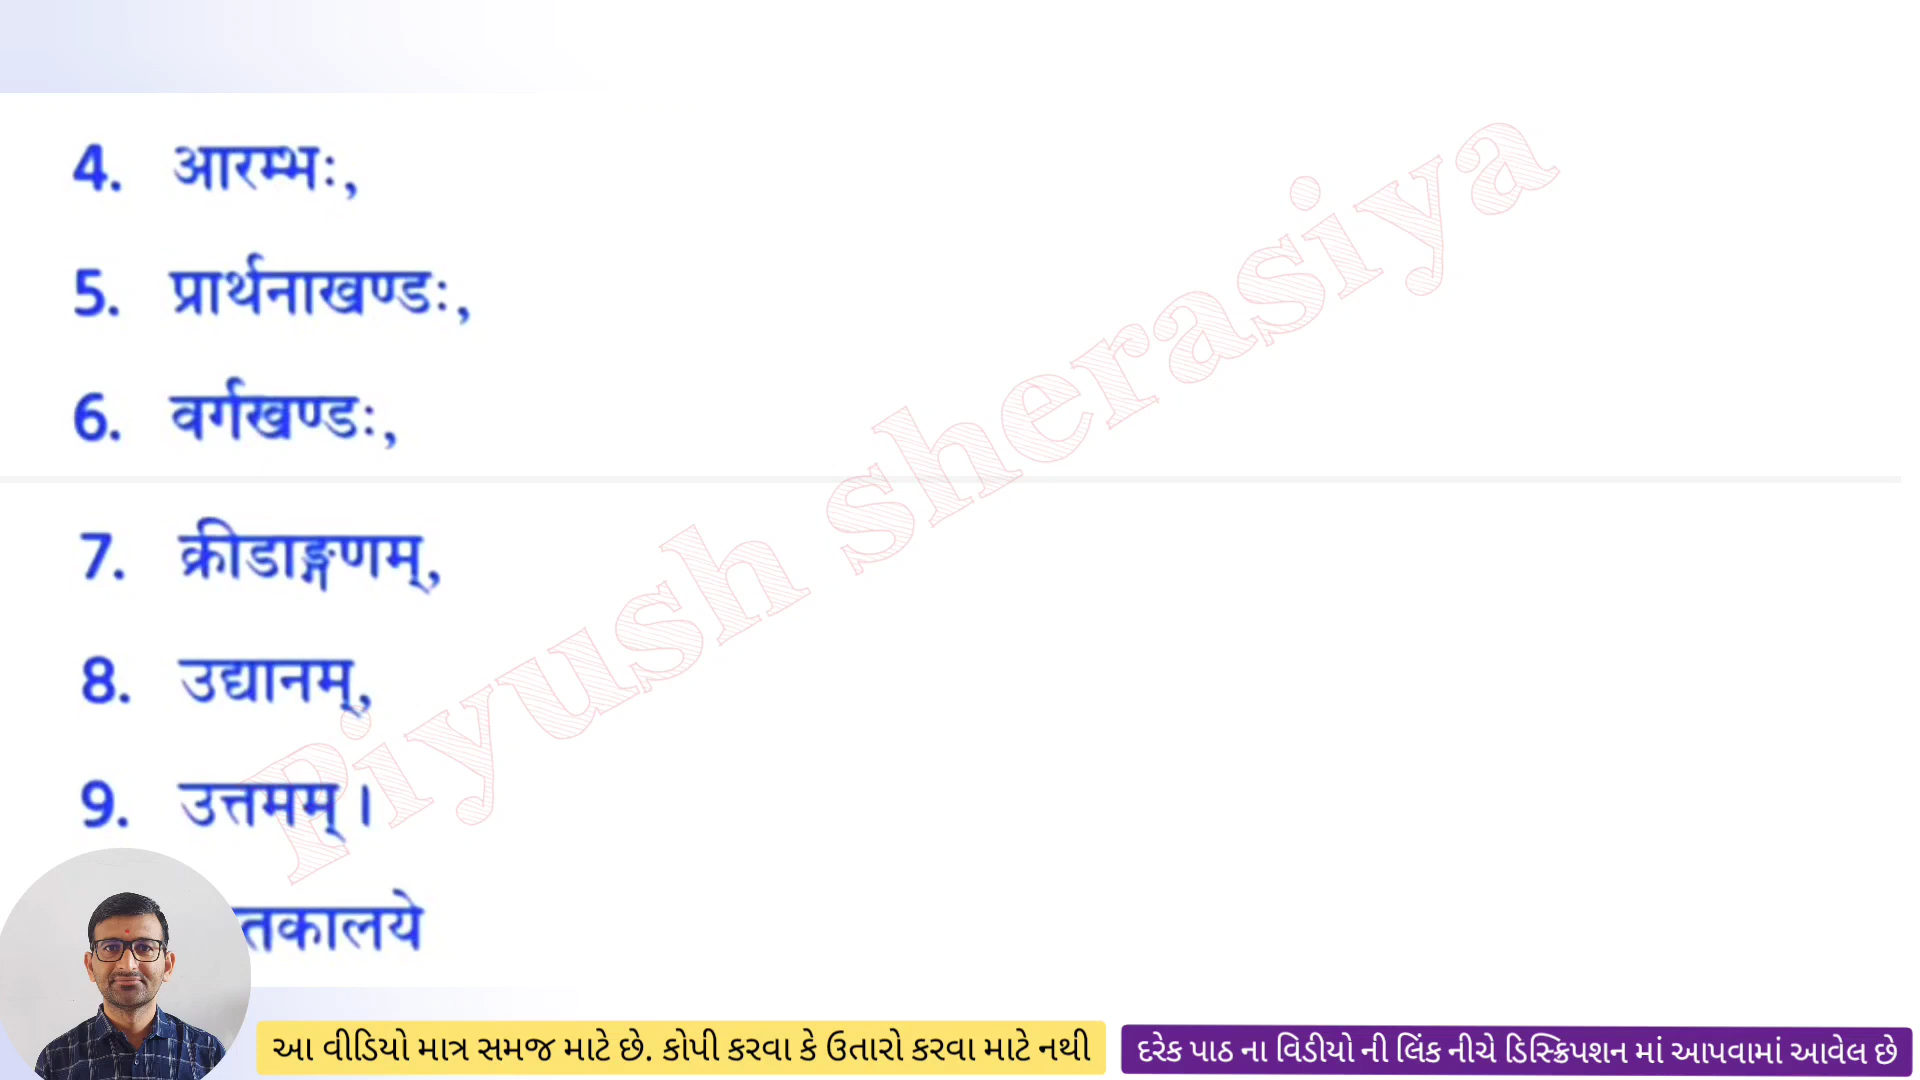 4. आरम्भः,
5. प्रार्थनाखण्डः,
6. वर्गखण्डः,
7. क्रीडाङ्गणम्,
8. उद्यानम्,
9. उत्तमम् ।
तकालये
Piyush sherasiya
આ વીડિયો માત્ર સમજ માટે છે. કોપી કરવા કે ઉતારો કરવા માટે નથી
દરેક પાઠ ના વિડીયો ની લિંક નીચે ડિસ્ક્રિપશન માં આપવામાં આવેલ છે